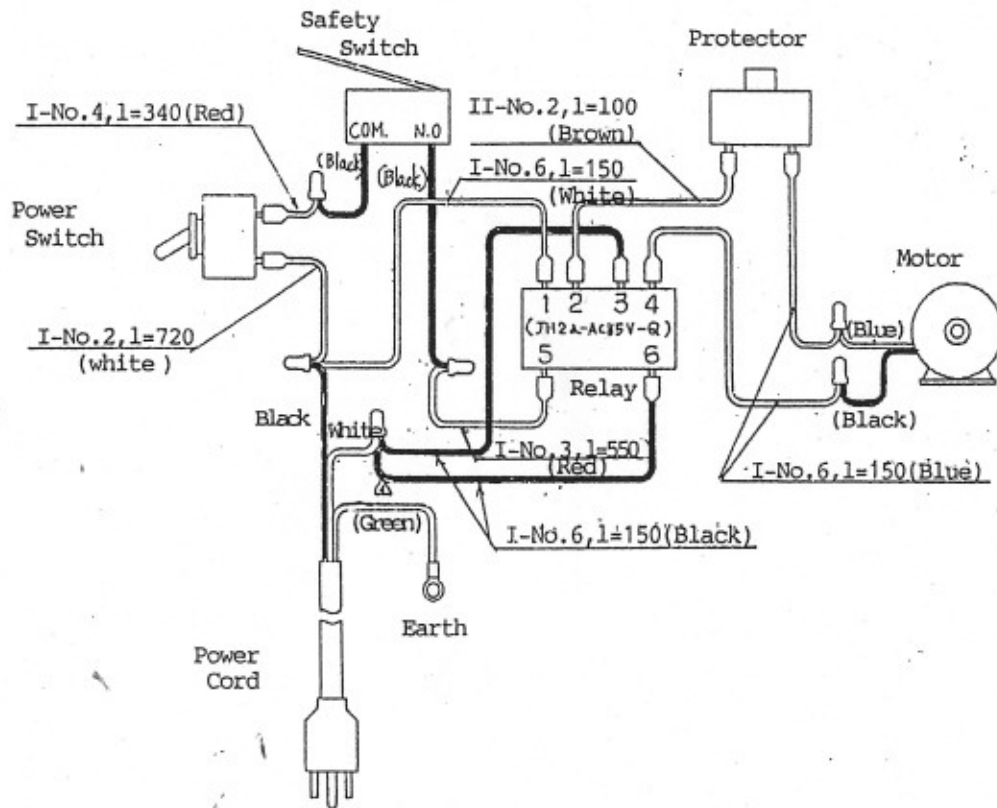 Safety
Switch
Protector
I-No.4,l=340(Red)
COM. N.O
II-No.2,l=100
(Brown)
(Black)
(Black)
I-No.6,l=150
(White)
Power
Switch
Motor
1 2 3 4
I-No.2,l=720
(white )
(JH2a-AC85V-Q)
(Blue)
5 6
Relay
Black
White
(Black)
I-No.3,l=550
(Red)
I-No.6,l=150(Blue)
(Green)
I-No.6,l=150(Black)
Earth
Power
Cord